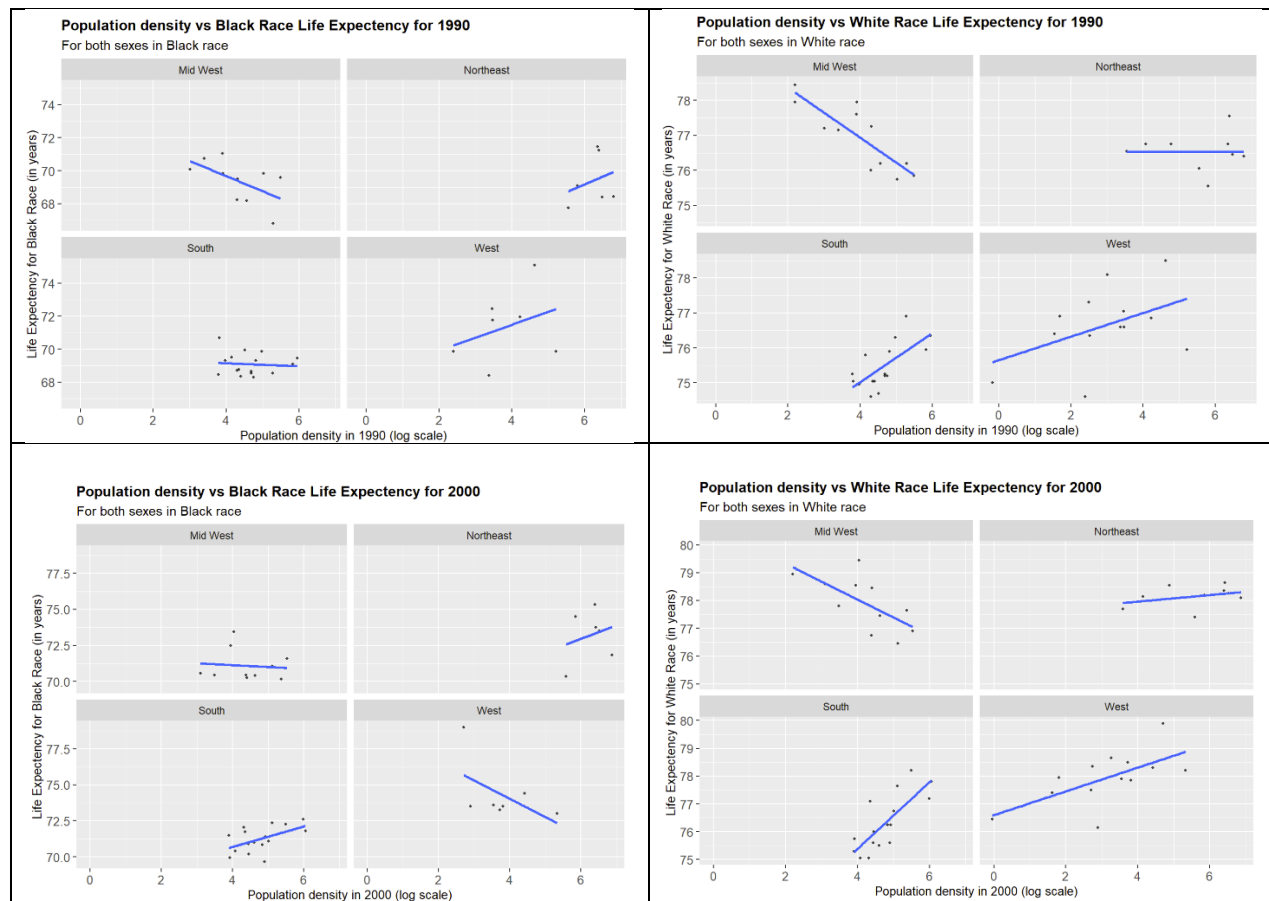 Population density vs Black Race Life Expectency for 1990
For both sexes in Black race
Mid West
Northeast
74
72
70
68
South
West
74
72
70
68
0 2 4 6 0 2 4 6
Population density in 1990 (log scale)
Life Expectency for Black Race (in years)
Population density vs White Race Life Expectency for 1990
For both sexes in White race
Mid West
Northeast
78
77
76
75
South
West
78
77
76
75
0 2 4 6 0 2 4 6
Population density in 1990 (log scale)
Life Expectency for White Race (in years)
Population density vs Black Race Life Expectency for 2000
For both sexes in Black race
Mid West
Northeast
77.5
75.0
72.5
70.0
South
West
77.5
75.0
72.5
70.0
0 2 4 6 0 2 4 6
Population density in 2000 (log scale)
Life Expectency for Black Race (in years)
Population density vs White Race Life Expectency for 2000
For both sexes in White race
Mid West
Northeast
80
79
78
77
76
75
South
West
80
79
78
77
76
75
0 2 4 6 0 2 4 6
Population density in 2000 (log scale)
Life Expectency for White Race (in years)